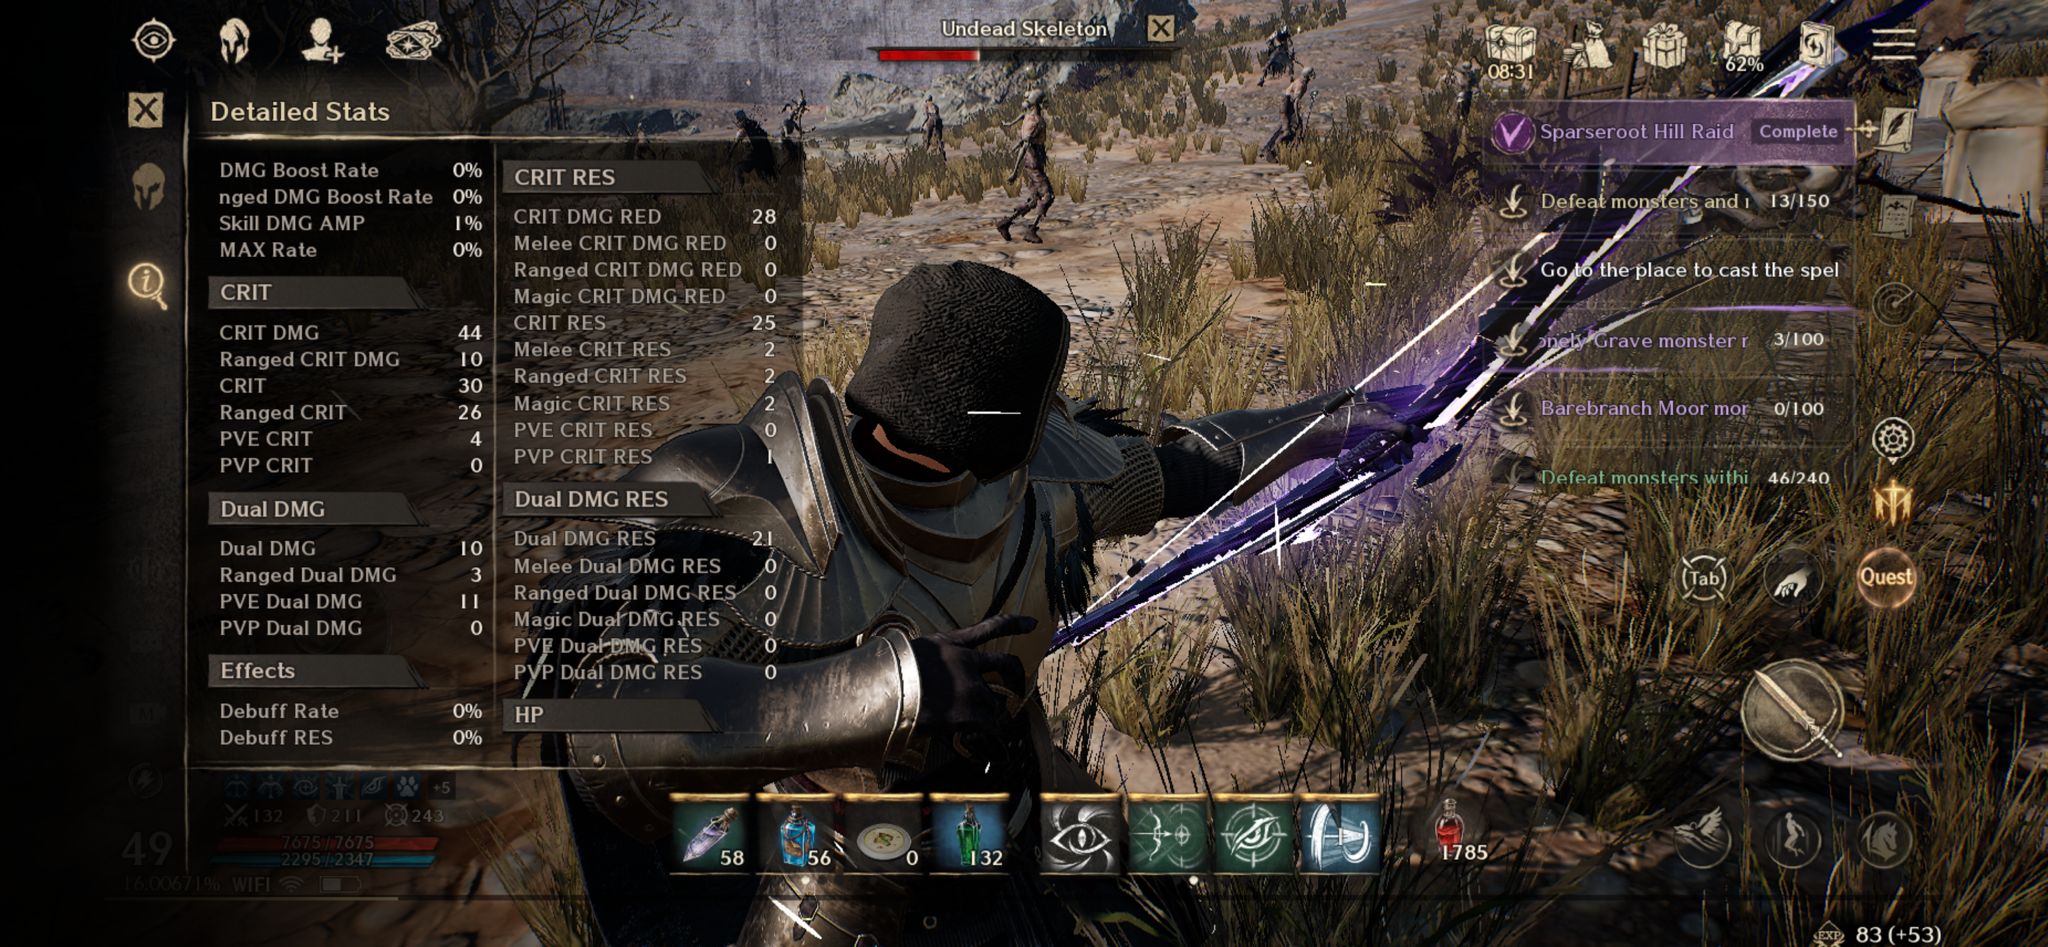 Undead Skeleton
08:31
62%
Detailed Stats
DMG Boost Rate 0%
nged DMG Boost Rate 0%
Skill DMG AMP 1%
MAX Rate 0%
CRIT
CRIT DMG 44
Ranged CRIT DMG 10
CRIT 30
Ranged CRIT 26
PVE CRIT 4
PVP CRIT 0
Dual DMG
Dual DMG 10
Ranged Dual DMG 3
PVE Dual DMG 11
PVP Dual DMG 0
Effects
Debuff Rate 0%
Debuff RES 0%
CRIT RES
CRIT DMG RED 28
Melee CRIT DMG RED 0
Ranged CRIT DMG RED 0
Magic CRIT DMG RED 0
CRIT RES 25
Melee CRIT RES 2
Ranged CRIT RES 2
Magic CRIT RES 2
PVE CRIT RES 0
PVP CRIT RES 1
Dual DMG RES
Dual DMG RES 21
Melee Dual DMG RES 0
Ranged Dual DMG RES 0
Magic Dual DMG RES 0
PVE Dual DMG RES 0
PVP Dual DMG RES 0
HP
Sparseroot Hill Raid Complete
Defeat monsters and 13/150
Go to the place to cast the spel
onely Grave monster r 3/100
Barebranch Moor mor 0/100
Defeat monsters withi 46/240
Tab
Quest
+5
132 211 243
49
7675/7675
2295/2347
16.00671% WIFI
58
56
0
132
1785
EXP 83 (+53)